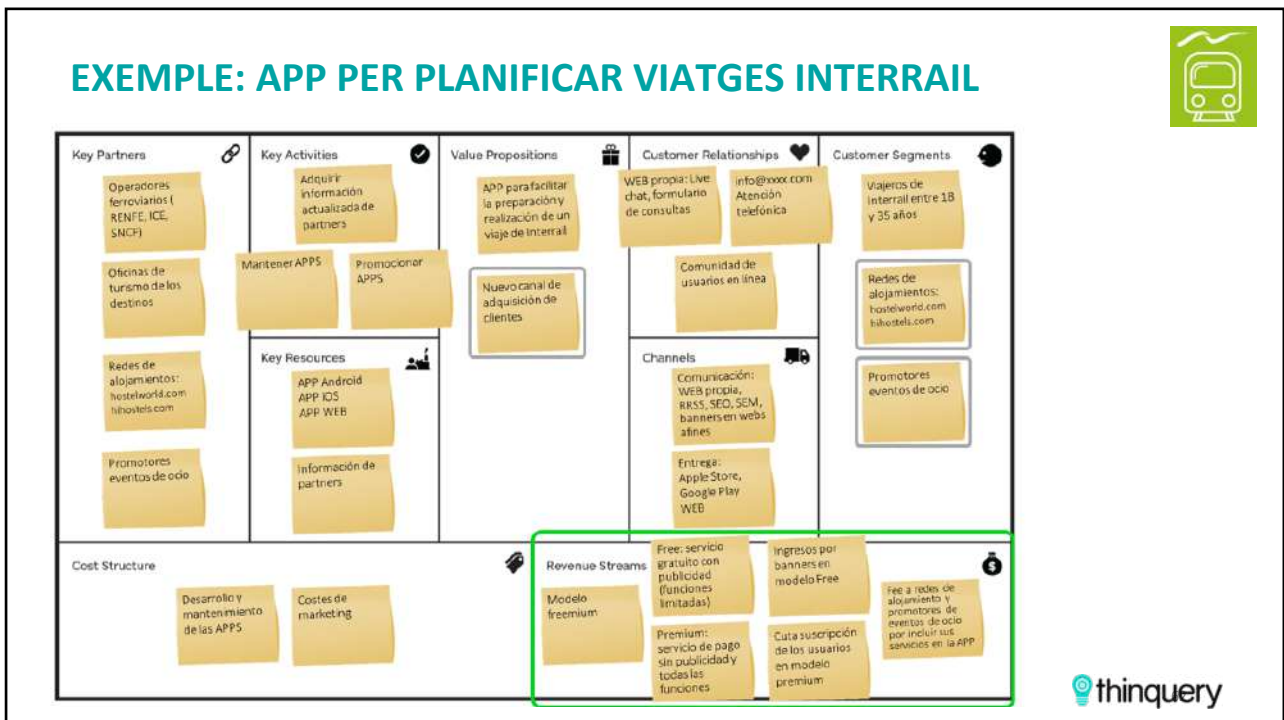 EXEMPLE: APP PER PLANIFICAR VIATGES INTERRAIL
Key Partners
Operadores
ferroviarios (
RENFE, ICE,
SNCF)
Oficinas de
turismo de los
destinos
Redes de
alojamientos:
hostelworld.com
hihostels.com
Promotores
eventos de ocio
Key Activities
Adquirir
información
actualizada de
partners
Mantener APPS
Promocionar
APPS
Key Resources
APP Android
APP iOS
APP WEB
Información de
partners
Value Propositions
APP para facilitar
la preparación y
realización de un
viaje de Interrail
Nuevo canal de
adquisición de
clientes
Customer Relationships
WEB propia: Live
chat, formulario
de consultas
info@xxxx.com
Atención
telefónica
Comunidad de
usuarios en línea
Channels
Comunicación:
WEB propia,
RRSS, SEO, SEM,
banners en webs
afines
Entrega:
Apple Store,
Google Play
WEB
Customer Segments
Viajeros de
Interrail entre 18
y 35 años
Redes de
alojamientos:
hostelworld.com
hihostels.com
Promotores
eventos de ocio
Cost Structure
Desarrollo y
mantenimiento
de las APPS
Costes de
marketing
Revenue Streams
Modelo
freemium
Free: servicio
gratuito con
publicidad
(funciones
limitadas)
Premium:
servicio de pago
sin publicidad y
todas las
funciones
Ingresos por
banners en
modelo Free
Cuta suscripción
de los usuarios
en modelo
premium
Fee a redes de
alojamiento y
promotores de
eventos de ocio
por incluir sus
servicios en la APP
$
thinquery